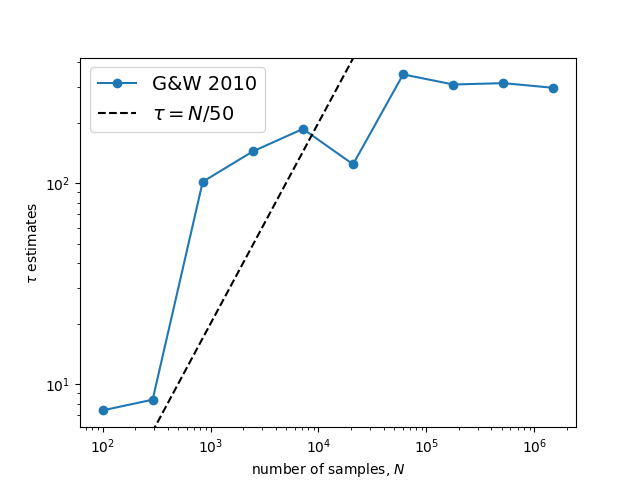 G&W 2010
τ = N/50
10²
10¹
τ estimates
10²
10³
10⁴
10⁵
10⁶
number of samples, N